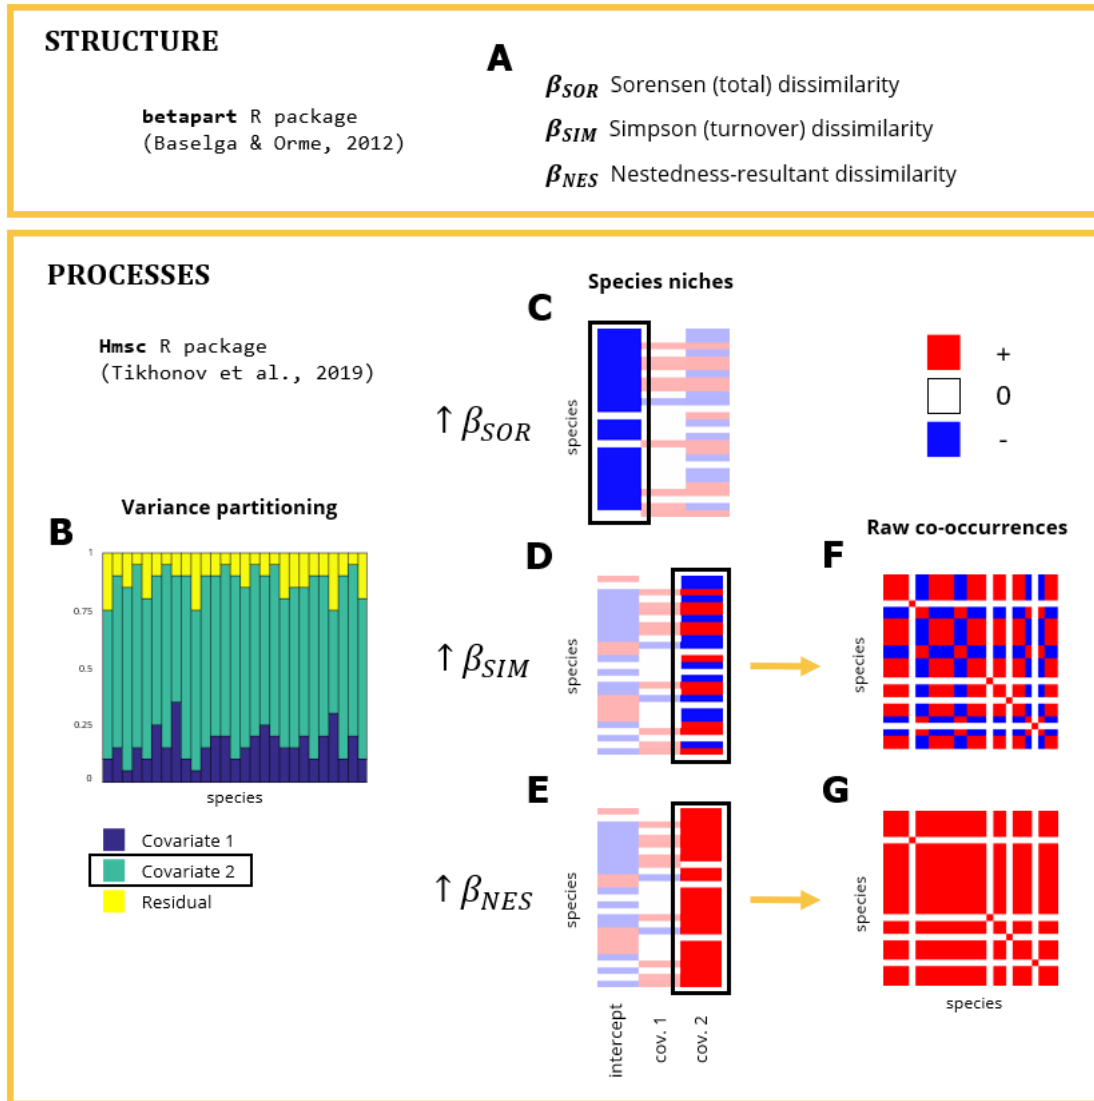 STRUCTURE
A
betapart R package
(Baselga & Orme, 2012)
βSOR Sorensen (total) dissimilarity
βSIM Simpson (turnover) dissimilarity
βNES Nestedness-resultant dissimilarity
PROCESSES
Hmsc R package
(Tikhonov et al., 2019)
Species niches
C
species
↑ βSOR
+
0
-
Variance partitioning
B
1
0.75
0.5
0.25
0
species
Covariate 1
Covariate 2
Residual
D
species
↑ βSIM
Raw co-occurrences
F
species
E
species
↑ βNES
intercept
cov. 1
cov. 2
G
species
species